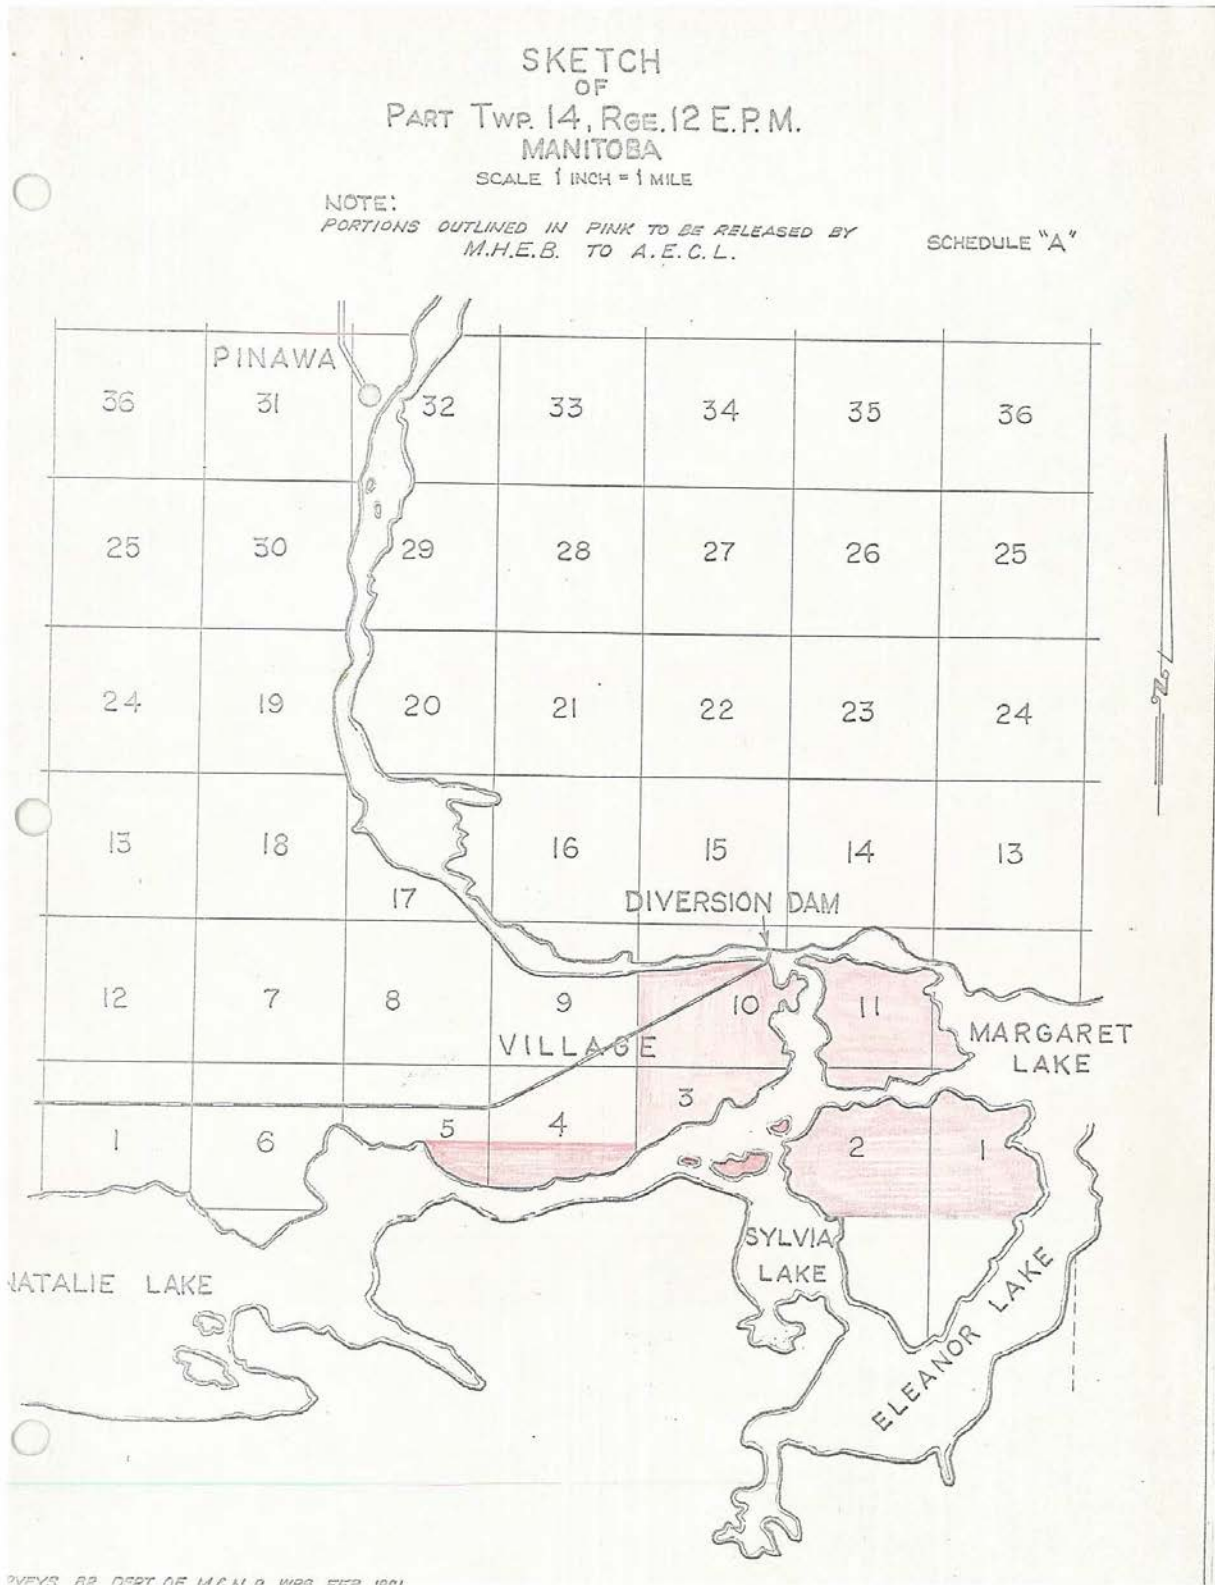 SKETCH
OF
PART TWP. 14, RGE. 12 E.P.M.
MANITOBA
SCALE 1 INCH = 1 MILE
NOTE:
PORTIONS OUTLINED IN PINK TO BE RELEASED BY
M.H.E.B. TO A.E.C.L.
SCHEDULE "A"
PINAWA
36 31 32 33 34 35 36
25 30 29 28 27 26 25
24 19 20 21 22 23 24
13 18 17 16 15 14 13
DIVERSION DAM
12 7 8 9 10 11
VILLAGE
MARGARET
LAKE
1 6 5 4 3 2 1
SYLVIA
LAKE
NATALIE LAKE
ELEANOR LAKE
DEPT. OF